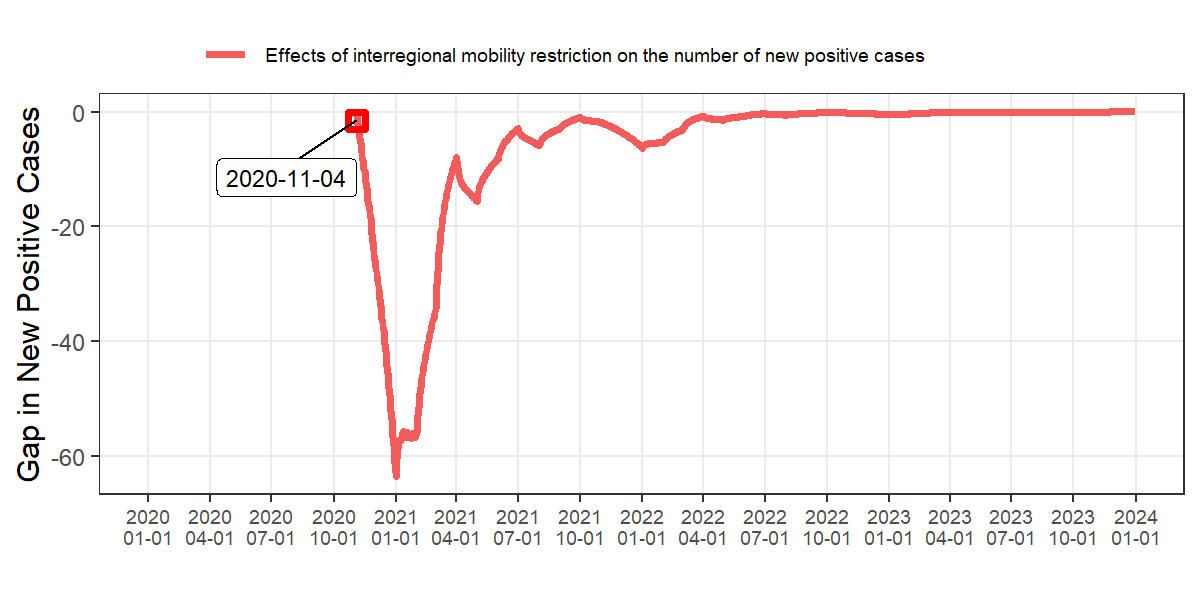 Effects of interregional mobility restriction on the number of new positive cases
Gap in New Positive Cases
0
-20
-40
-60
2020-11-04
2020 2020 2020 2020 2021 2021 2021 2021 2022 2022 2022 2022 2023 2023 2023 2023 2024
01-01 04-01 07-01 10-01 01-01 04-01 07-01 10-01 01-01 04-01 07-01 10-01 01-01 04-01 07-01 10-01 01-01